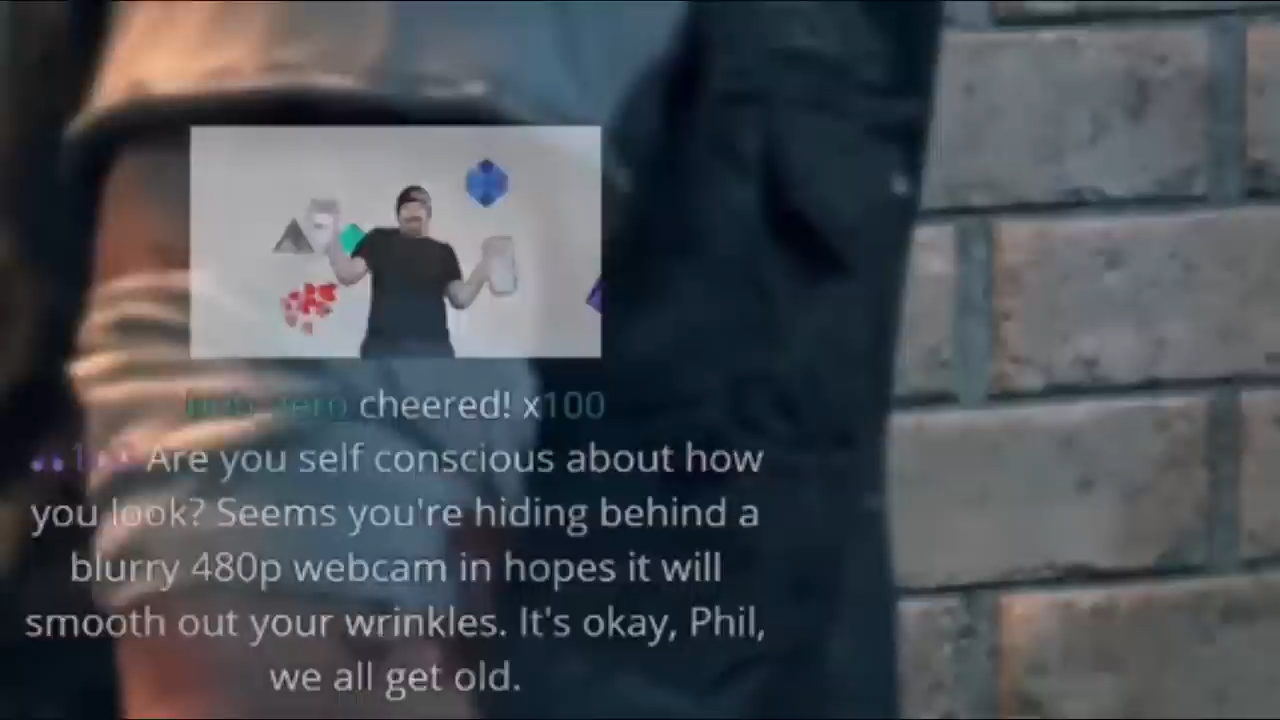 cheered! x100
Are you self conscious about how
you look? Seems you're hiding behind a
blurry 480p webcam in hopes it will
smooth out your wrinkles. It's okay, Phil,
we all get old.